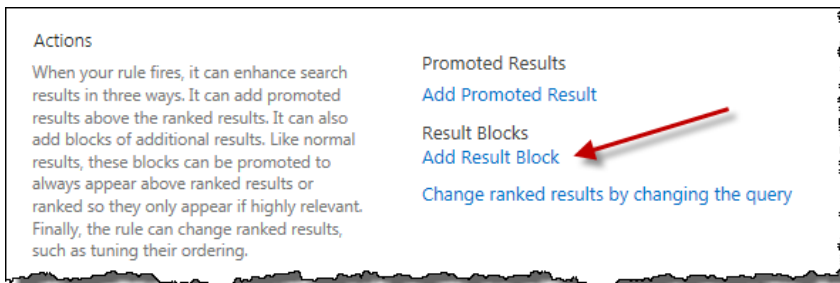 Actions
When your rule fires, it can enhance search
results in three ways. It can add promoted
results above the ranked results. It can also
add blocks of additional results. Like normal
results, these blocks can be promoted to
always appear above ranked results or
ranked so they only appear if highly relevant.
Finally, the rule can change ranked results,
such as tuning their ordering.
Promoted Results
Add Promoted Result
Result Blocks
Add Result Block
Change ranked results by changing the query